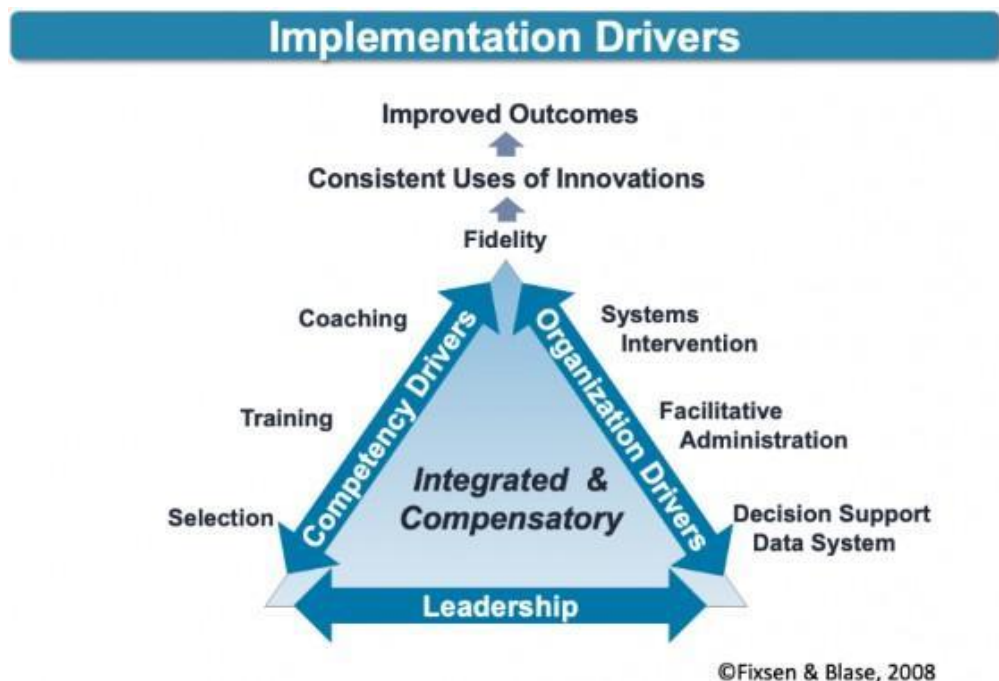 Implementation Drivers
Improved Outcomes
Consistent Uses of Innovations
Fidelity
Coaching
Training
Selection
Competency Drivers
Integrated &
Compensatory
Organization Drivers
Systems
Intervention
Facilitative
Administration
Decision Support
Data System
Leadership
©Fixsen & Blase, 2008